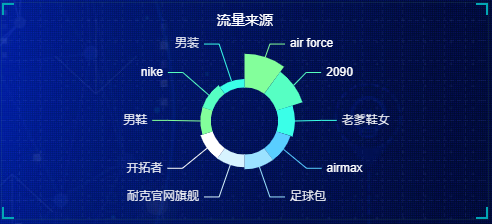 流量来源
男装
air force
nike
2090
男鞋
老爹鞋女
开拓者
airmax
耐克官网旗舰
足球包